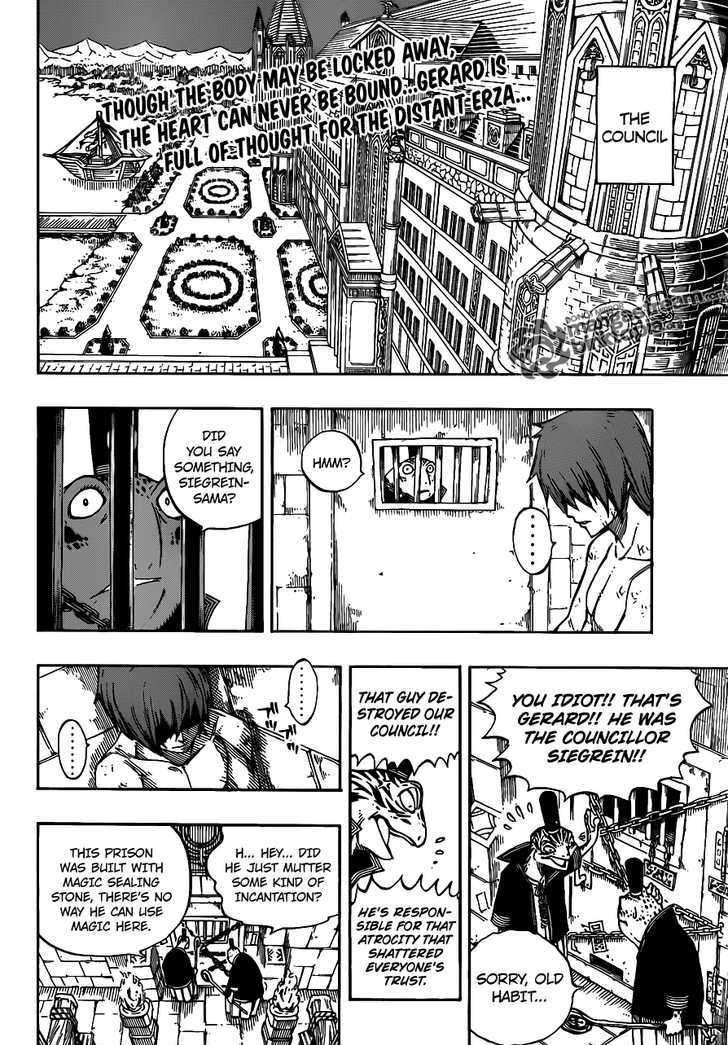 THOUGH THE BODY MAY BE LOCKED AWAY,
THE HEART CAN NEVER BE BOUND...GERARD IS
FULL OF THOUGHT FOR THE DISTANT ERZA...
THE
COUNCIL
HMM?
......
DID
YOU SAY
SOMETHING,
SIEGREIN-
SAMA?
YOU IDIOT!! THAT'S
GERARD!! HE WAS
THE COUNCILLOR
SIEGREIN!!
SORRY, OLD
HABIT...
THAT GUY DE-
STROYED OUR
COUNCIL!!
HE'S RESPON-
SIBLE FOR THAT
ATROCITY THAT
SHATTERED
EVERYONE'S
TRUST.
......
......
H... HEY... DID
HE JUST MUTTER
SOME KIND OF
INCANTATION?
THIS PRISON
WAS BUILT WITH
MAGIC SEALING
STONE, THERE'S NO
WAY HE CAN USE
MAGIC HERE.